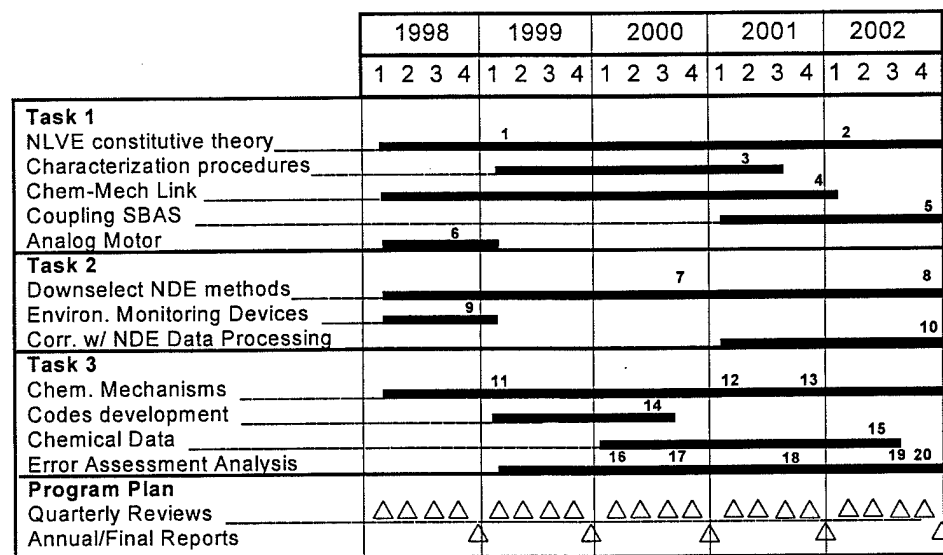 1998 1999 2000 2001 2002
1 2 3 4 1 2 3 4 1 2 3 4 1 2 3 4 1 2 3 4
Task 1
NLVE constitutive theory 1 2
Characterization procedures 3
Chem-Mech Link 4
Coupling SBAS 5
Analog Motor 6
Task 2
Downselect NDE methods 7 8
Environ. Monitoring Devices 9
Corr. w/ NDE Data Processing 10
Task 3
Chem. Mechanisms 11 12 13
Codes development 14
Chemical Data 15
Error Assessment Analysis 16 17 18 19 20
Program Plan
Quarterly Reviews
Annual/Final Reports